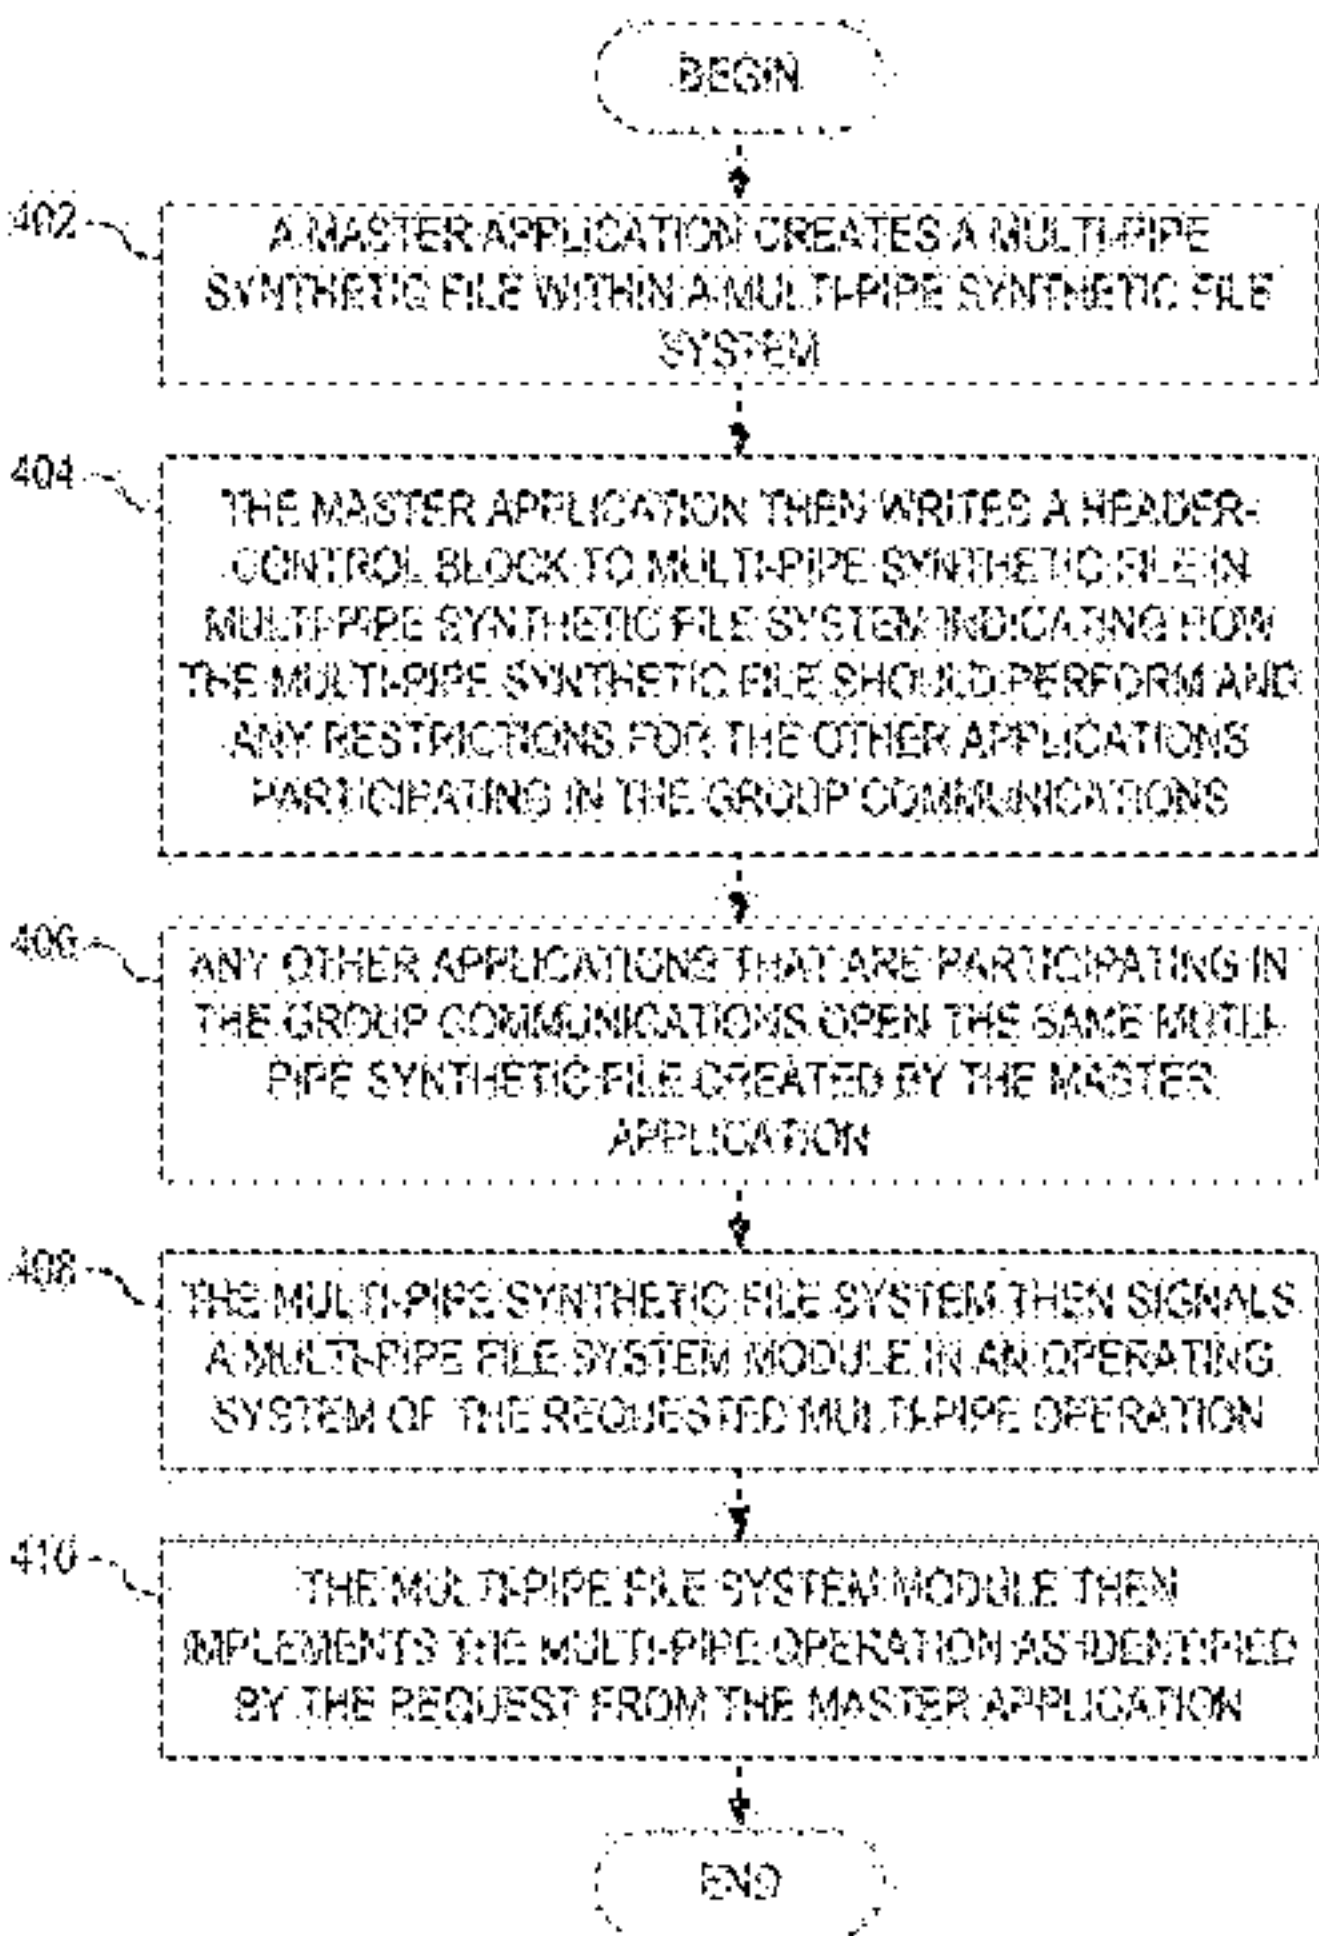 BEGIN
402
A MASTER APPLICATION CREATES A MULTI-PIPE
SYNTHETIC FILE WITHIN A MULTI-PIPE SYNTHETIC FILE
SYSTEM
404
THE MASTER APPLICATION THEN WRITES A HEADER-
CONTROL BLOCK TO MULTI-PIPE SYNTHETIC FILE IN
MULTI-PIPE SYNTHETIC FILE SYSTEM INDICATING HOW
THE MULTI-PIPE SYNTHETIC FILE SHOULD PERFORM AND
ANY RESTRICTIONS FOR THE OTHER APPLICATIONS
PARTICIPATING IN THE GROUP COMMUNICATIONS
406
ANY OTHER APPLICATIONS THAT ARE PARTICIPATING IN
THE GROUP COMMUNICATIONS OPEN THE SAME MULTI-
PIPE SYNTHETIC FILE CREATED BY THE MASTER
APPLICATION
408
THE MULTI-PIPE SYNTHETIC FILE SYSTEM THEN SIGNALS
A MULTI-PIPE FILE SYSTEM MODULE IN AN OPERATING
SYSTEM OF THE REQUESTED MULTI-PIPE OPERATION
410
THE MULTI-PIPE FILE SYSTEM MODULE THEN
IMPLEMENTS THE MULTI-PIPE OPERATION AS IDENTIFIED
BY THE REQUEST FROM THE MASTER APPLICATION
END